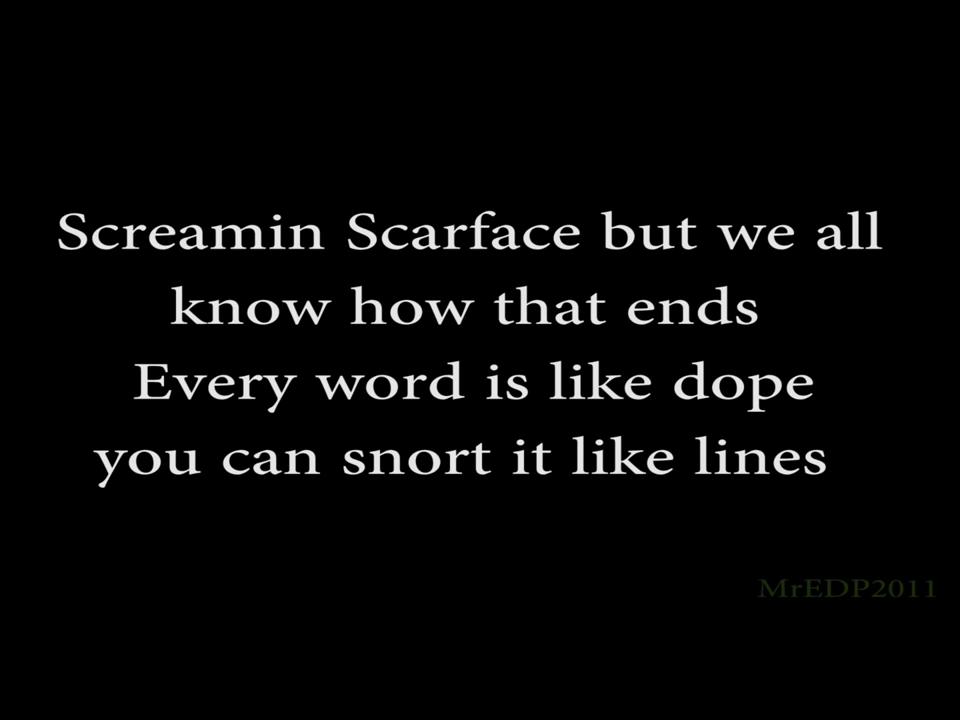 Screamin Scarface but we all
know how that ends
Every word is like dope
you can snort it like lines
MrEDP2011